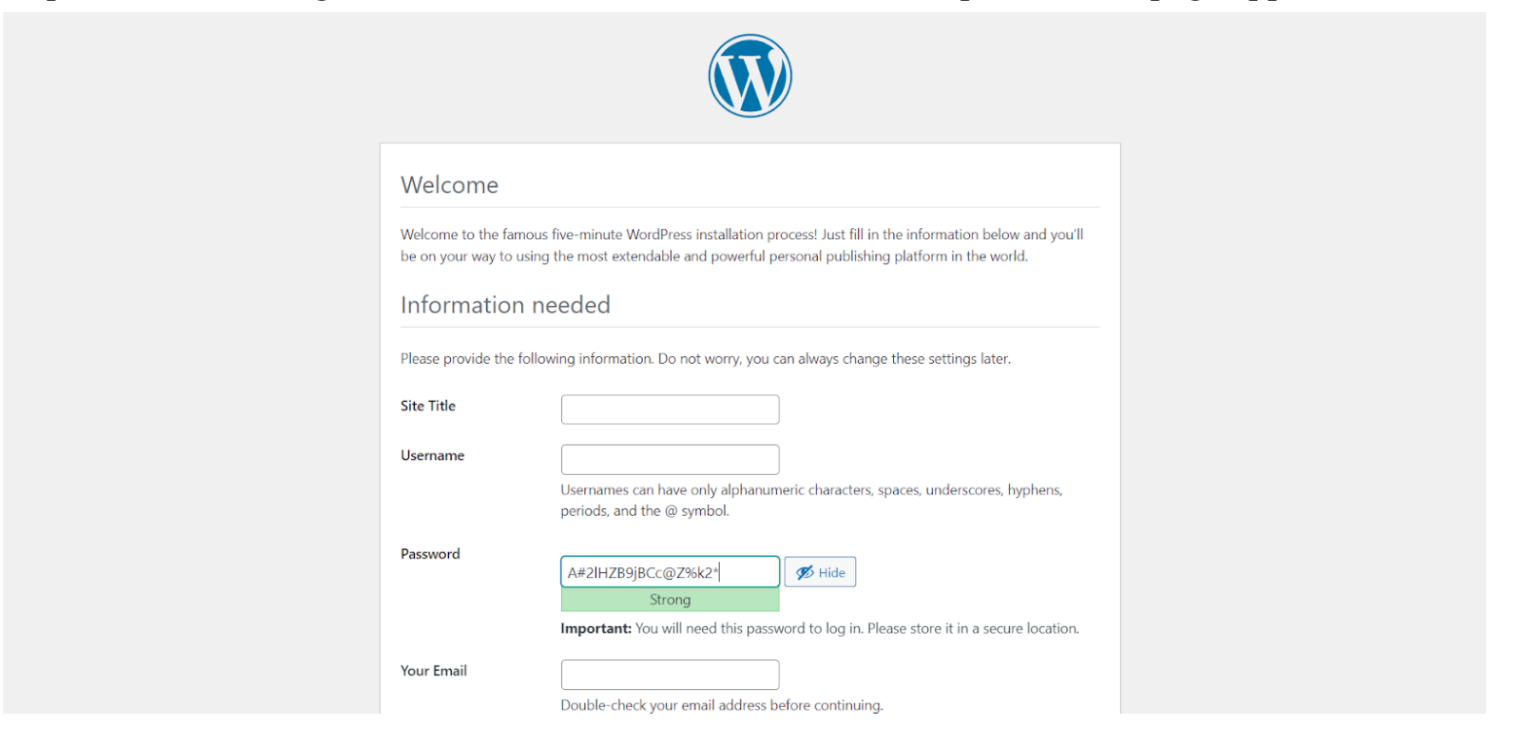 Welcome
Welcome to the famous five-minute WordPress installation process! Just fill in the information below and you'll
be on your way to using the most extendable and powerful personal publishing platform in the world.
Information needed
Please provide the following information. Do not worry, you can always change these settings later.
Site Title
Username
Usernames can have only alphanumeric characters, spaces, underscores, hyphens,
periods, and the @ symbol.
Password
A#2lHZB9jBCc@Z%k2*
Hide
Strong
Important: You will need this password to log in. Please store it in a secure location.
Your Email
Double-check your email address before continuing.